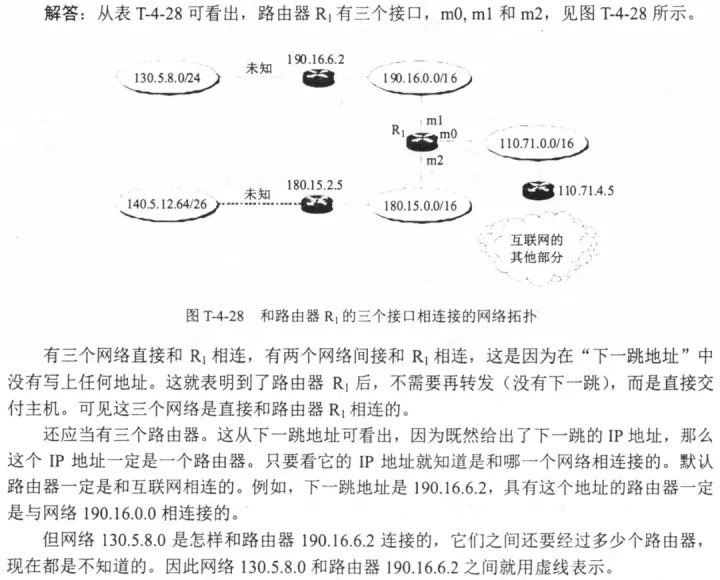 解答：从表 T-4-28 可看出，路由器 R1 有三个接口，m0, m1 和 m2，见图 T-4-28 所示。
190.16.6.2
未知
130.5.8.0/24
190.16.0.0/16
m1
R1
m0
110.71.0.0/16
m2
180.15.2.5
110.71.4.5
未知
140.5.12.64/26
180.15.0.0/16
互联网的
其他部分
图 T-4-28 和路由器 R1 的三个接口相连接的网络拓扑
有三个网络直接和 R1 相连，有两个网络间接和 R1 相连，这是因为在“下一跳地址”中
没有写上任何地址。这就表明到了路由器 R1 后，不需要再转发（没有下一跳），而是直接交
付主机。可见这三个网络是直接和路由器 R1 相连的。
还应当有三个路由器。这从下一跳地址可看出，因为既然给出了下一跳的 IP 地址，那么
这个 IP 地址一定是一个路由器。只要看它的 IP 地址就知道是和哪一个网络相连接的。默认
路由器一定是和互联网相连的。例如，下一跳地址是 190.16.6.2，具有这个地址的路由器一定
是与网络 190.16.0.0 相连接的。
但网络 130.5.8.0 是怎样和路由器 190.16.6.2 连接的，它们之间还要经过多少个路由器，
现在都是不知道的。因此网络 130.5.8.0 和路由器 190.16.6.2 之间就用虚线表示。